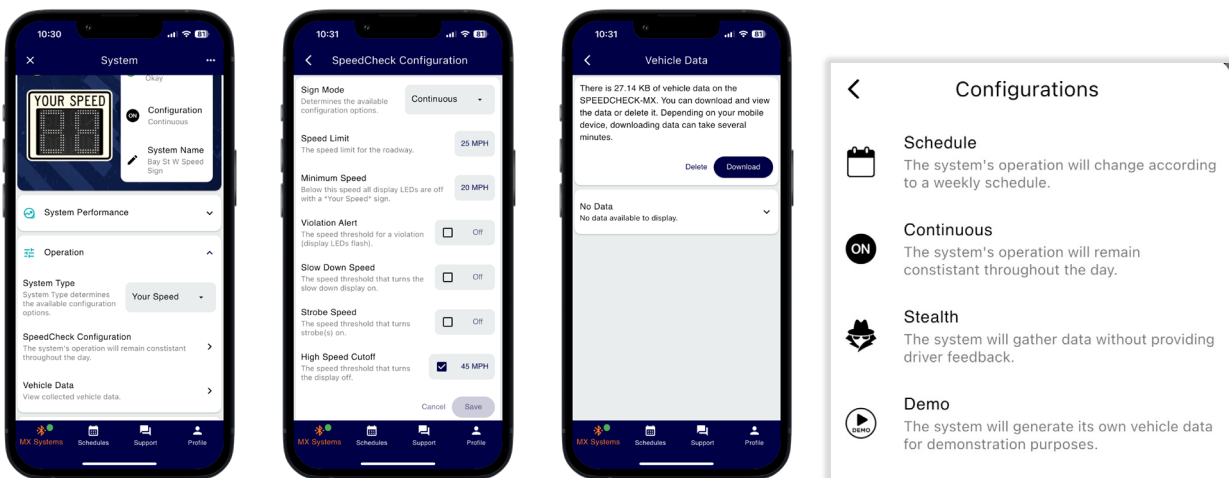 10:30
81
System
Okay
YOUR SPEED
ON
Configuration
Continuous
System Name
Bay St W Speed
Sign
System Performance
Operation
System Type
System Type determines
the available configuration
options.
Your Speed
SpeedCheck Configuration
The system's operation will remain constistant
throughout the day.
Vehicle Data
View collected vehicle data.
MX Systems
Schedules
Support
Profile
10:31
81
SpeedCheck Configuration
Sign Mode
Determines the available
configuration options.
Continuous
Speed Limit
The speed limit for the roadway.
25 MPH
Minimum Speed
Below this speed all display LEDs are off
with a "Your Speed" sign.
20 MPH
Violation Alert
The speed threshold for a violation
(display LEDs flash).
Off
Slow Down Speed
The speed threshold that turns the
slow down display on.
Off
Strobe Speed
The speed threshold that turns
strobe(s) on.
Off
High Speed Cutoff
The speed threshold that turns
the display off.
45 MPH
Cancel
Save
MX Systems
Schedules
Support
Profile
10:31
81
Vehicle Data
There is 27.14 KB of vehicle data on the
SPEEDCHECK-MX. You can download and view
the data or delete it. Depending on your mobile
device, downloading data can take several
minutes.
Delete
Download
No Data
No data available to display.
MX Systems
Schedules
Support
Profile
Configurations
Schedule
The system's operation will change according
to a weekly schedule.
ON
Continuous
The system's operation will remain
constistant throughout the day.
Stealth
The system will gather data without providing
driver feedback.
DEMO
Demo
The system will generate its own vehicle data
for demonstration purposes.